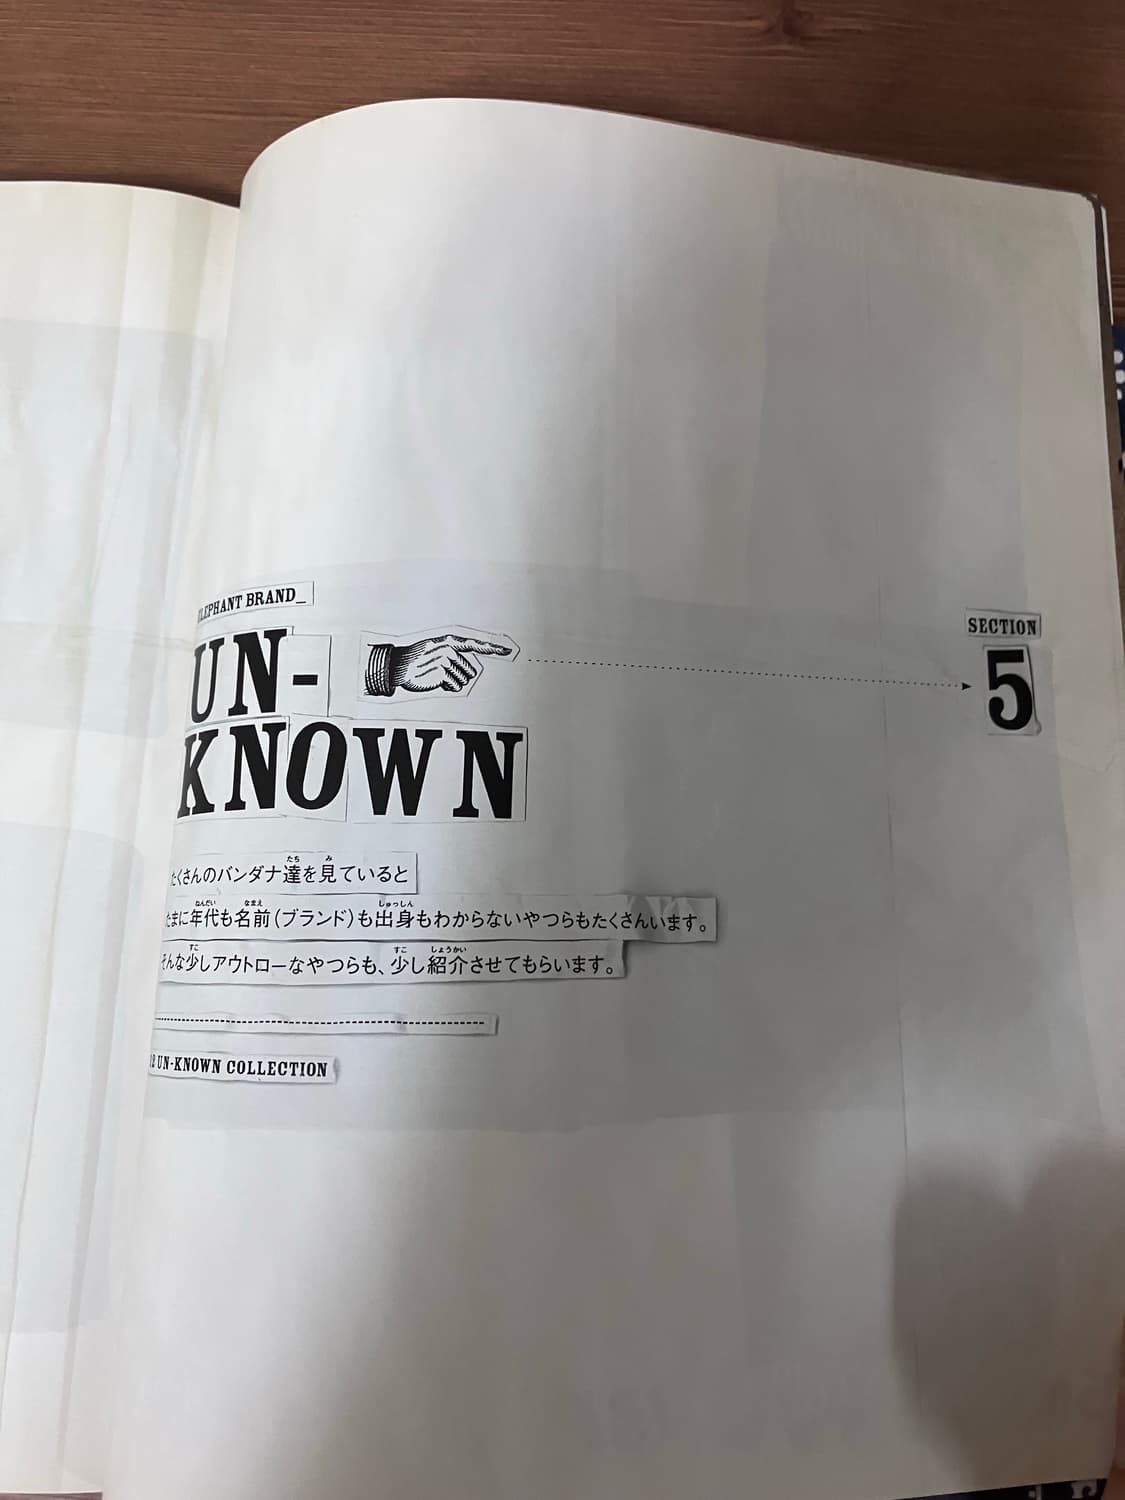 ELEPHANT BRAND_
UN-
KNOWN
SECTION
5
たくさんのバンダナ達を見ていると
たまに年代も名前(ブランド)も出身もわからないやつらもたくさんいます。
そんな少しアウトローなやつらも、少し紹介させてもらいます。
UN-KNOWN COLLECTION